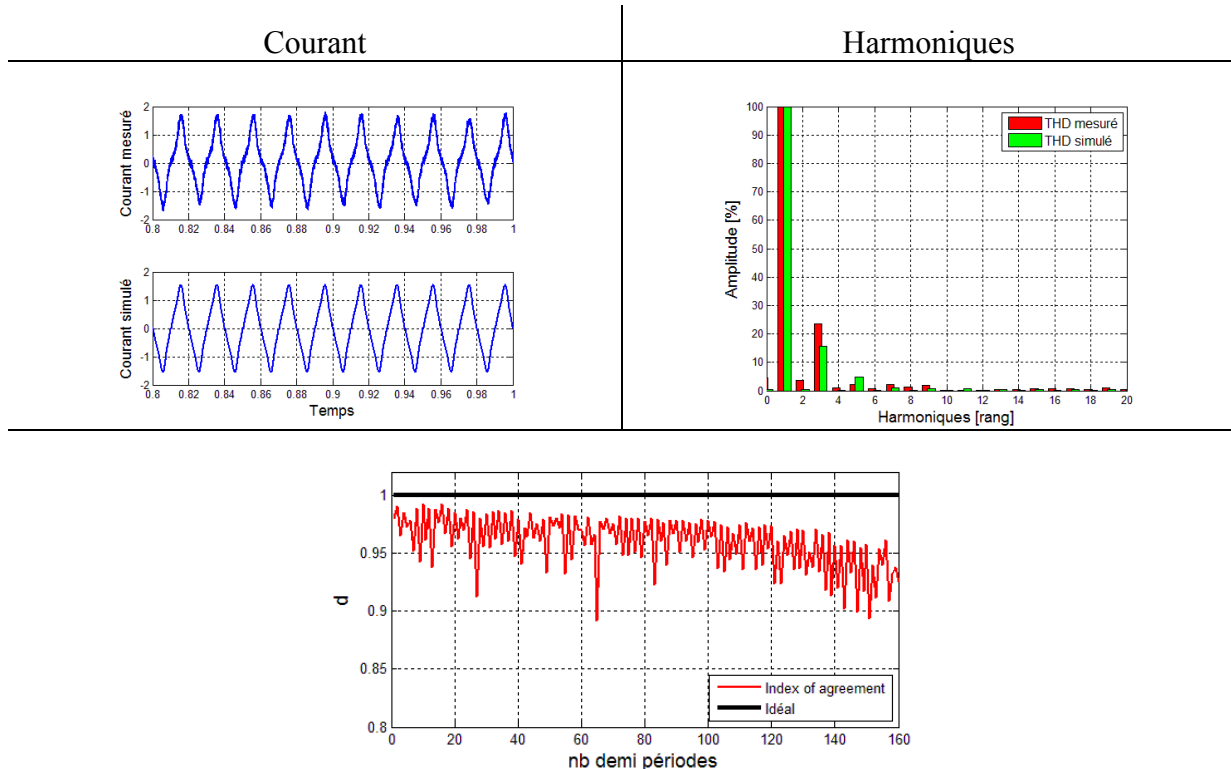 Courant
Harmoniques
Courant mesuré
2
1
0
-1
-2
0.8 0.82 0.84 0.86 0.88 0.9 0.92 0.94 0.96 0.98 1
Courant simulé
2
1
0
-1
-2
0.8 0.82 0.84 0.86 0.88 0.9 0.92 0.94 0.96 0.98 1
Temps
Amplitude [%]
100
90
80
70
60
50
40
30
20
10
0
THD mesuré
THD simulé
0 2 4 6 8 10 12 14 16 18 20
Harmoniques [rang]
d
1
0.95
0.9
0.85
0.8
Index of agreement
Idéal
0 20 40 60 80 100 120 140 160
nb demi périodes